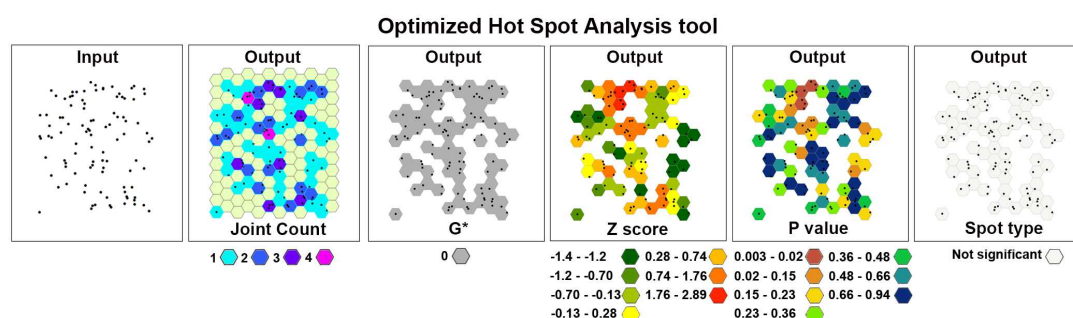 Optimized Hot Spot Analysis tool
Input
Output
Output
Output
Output
Output
Joint Count
G*
Z score
P value
Spot type
1 2 3 4
0
-1.4 - -1.2
-1.2 - -0.70
-0.70 - -0.13
-0.13 - 0.28
0.28 - 0.74
0.74 - 1.76
1.76 - 2.89
0.003 - 0.02
0.02 - 0.15
0.15 - 0.23
0.23 - 0.36
0.36 - 0.48
0.48 - 0.66
0.66 - 0.94
Not significant